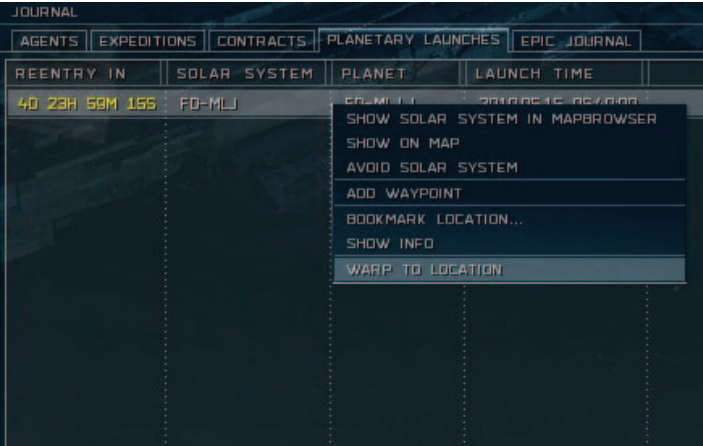 JOURNAL
AGENTS EXPEDITIONS CONTRACTS PLANETARY LAUNCHES EPIC JOURNAL
REENTRY IN SOLAR SYSTEM PLANET LAUNCH TIME
4D 23H 59M 15S FD-MLJ
SHOW SOLAR SYSTEM IN MAPBROWSER
SHOW ON MAP
AVOID SOLAR SYSTEM
ADD WAYPOINT
BOOKMARK LOCATION...
SHOW INFO
WARP TO LOCATION